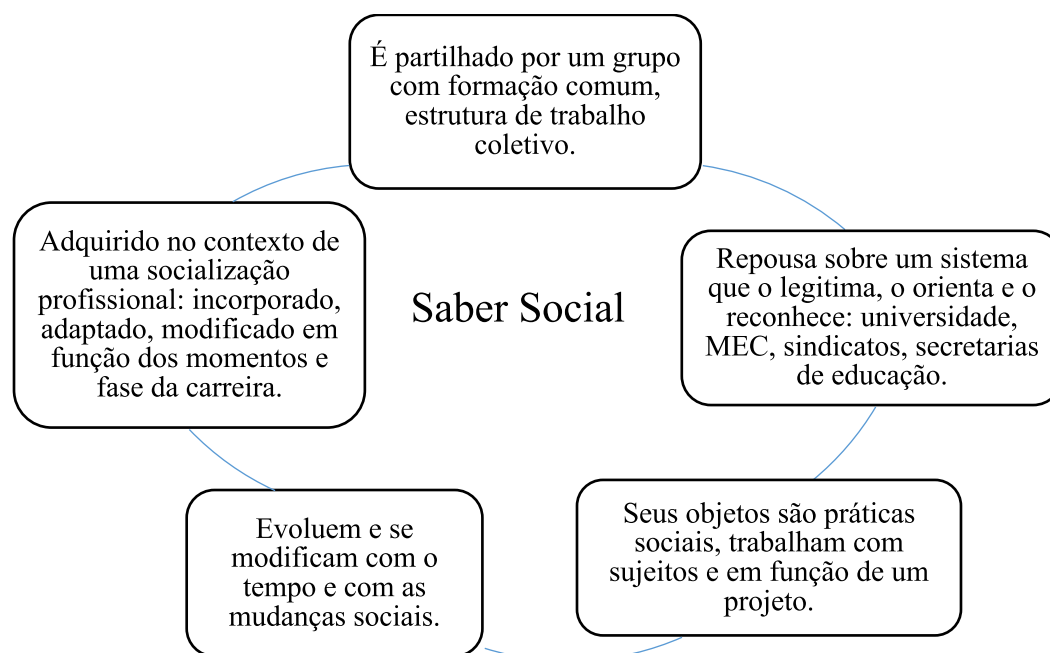 É partilhado por um grupo
com formação comum,
estrutura de trabalho
coletivo.
Adquirido no contexto de
uma socialização
profissional: incorporado,
adaptado, modificado em
função dos momentos e
fase da carreira.
Saber Social
Repousa sobre um sistema
que o legitima, o orienta e o
reconhece: universidade,
MEC, sindicatos, secretarias
de educação.
Evoluem e se
modificam com o
tempo e com as
mudanças sociais.
Seus objetos são práticas
sociais, trabalham com
sujeitos e em função de um
projeto.